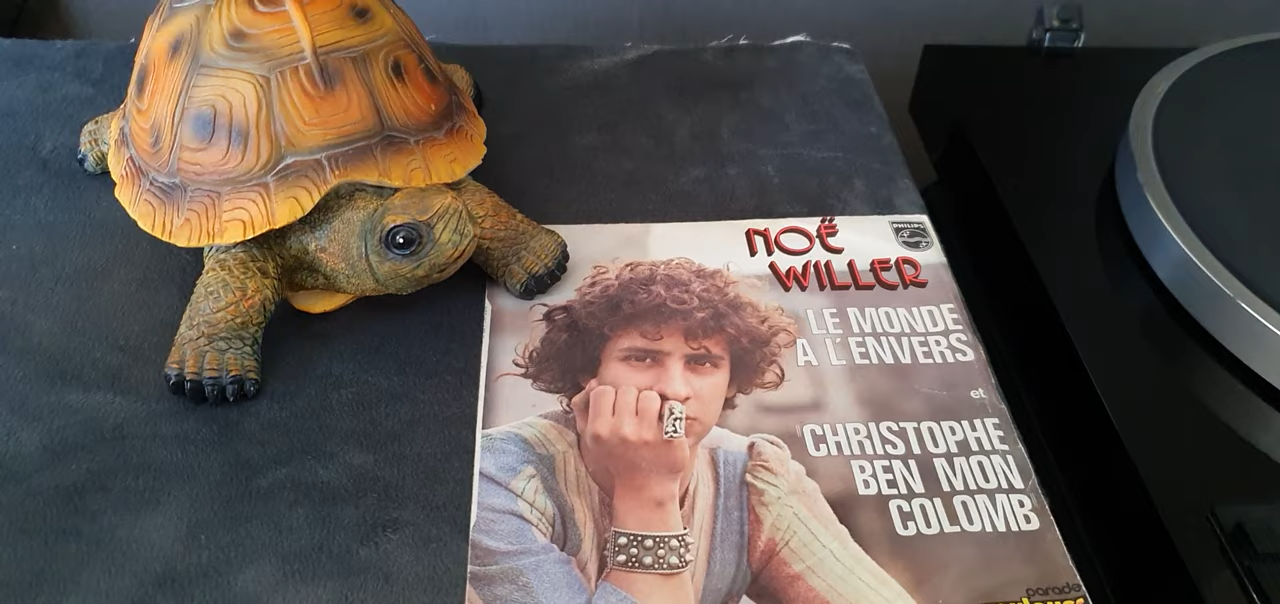 NOË
WILLER
PHILIPS
LE MONDE
A L'ENVERS
et
CHRISTOPHE
BEN MON
COLOMB
parade